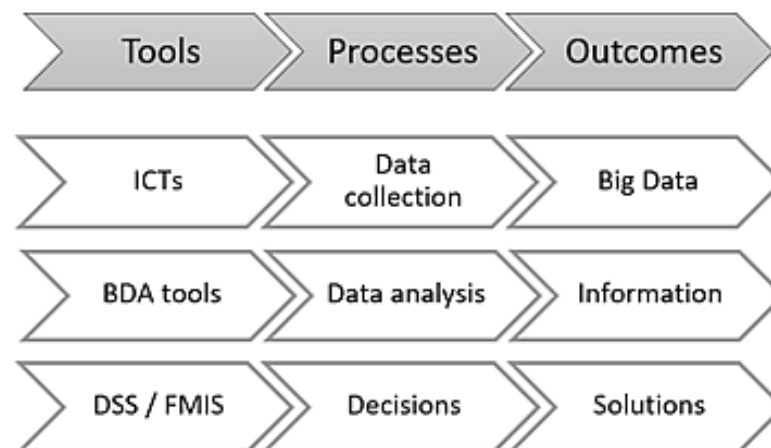 Tools
Processes
Outcomes
ICTs
Data
collection
Big Data
BDA tools
Data analysis
Information
DSS / FMIS
Decisions
Solutions